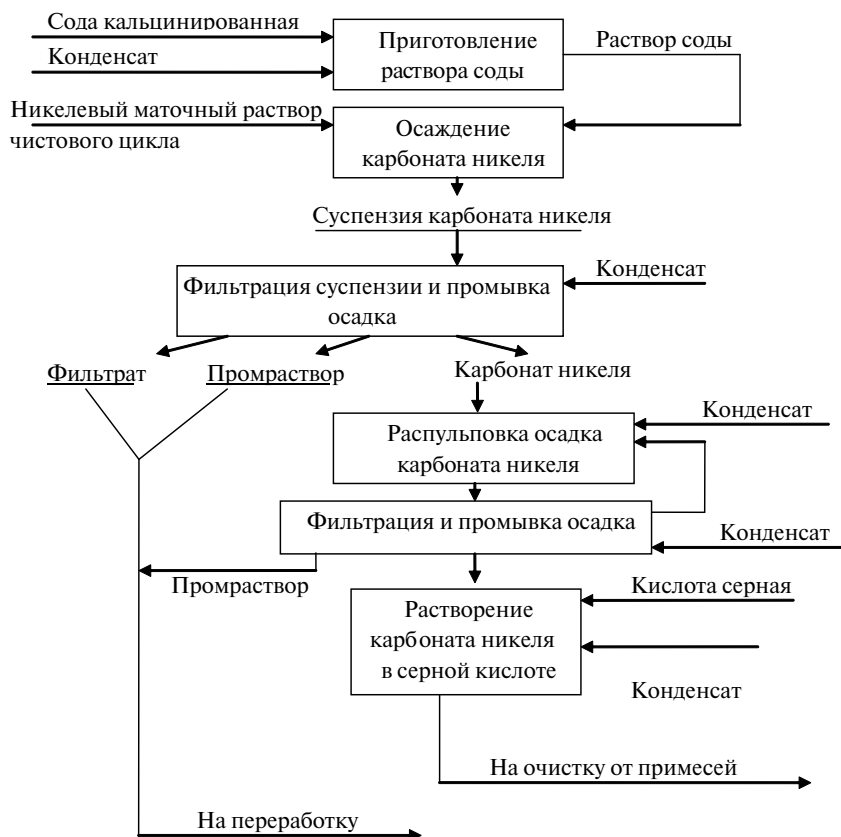 Сода кальцинированная
Приготовление
раствора соды
Раствор соды
Конденсат
Никелевый маточный раствор
чистового цикла
Осаждение
карбоната никеля
Суспензия карбоната никеля
Конденсат
Фильтрация суспензии и промывка
осадка
Фильтрат
Промраствор
Карбонат никеля
Конденсат
Распульповка осадка
карбоната никеля
Фильтрация и промывка осадка
Конденсат
Промраствор
Кислота серная
Растворение
карбоната никеля
в серной кислоте
Конденсат
На очистку от примесей
На переработку